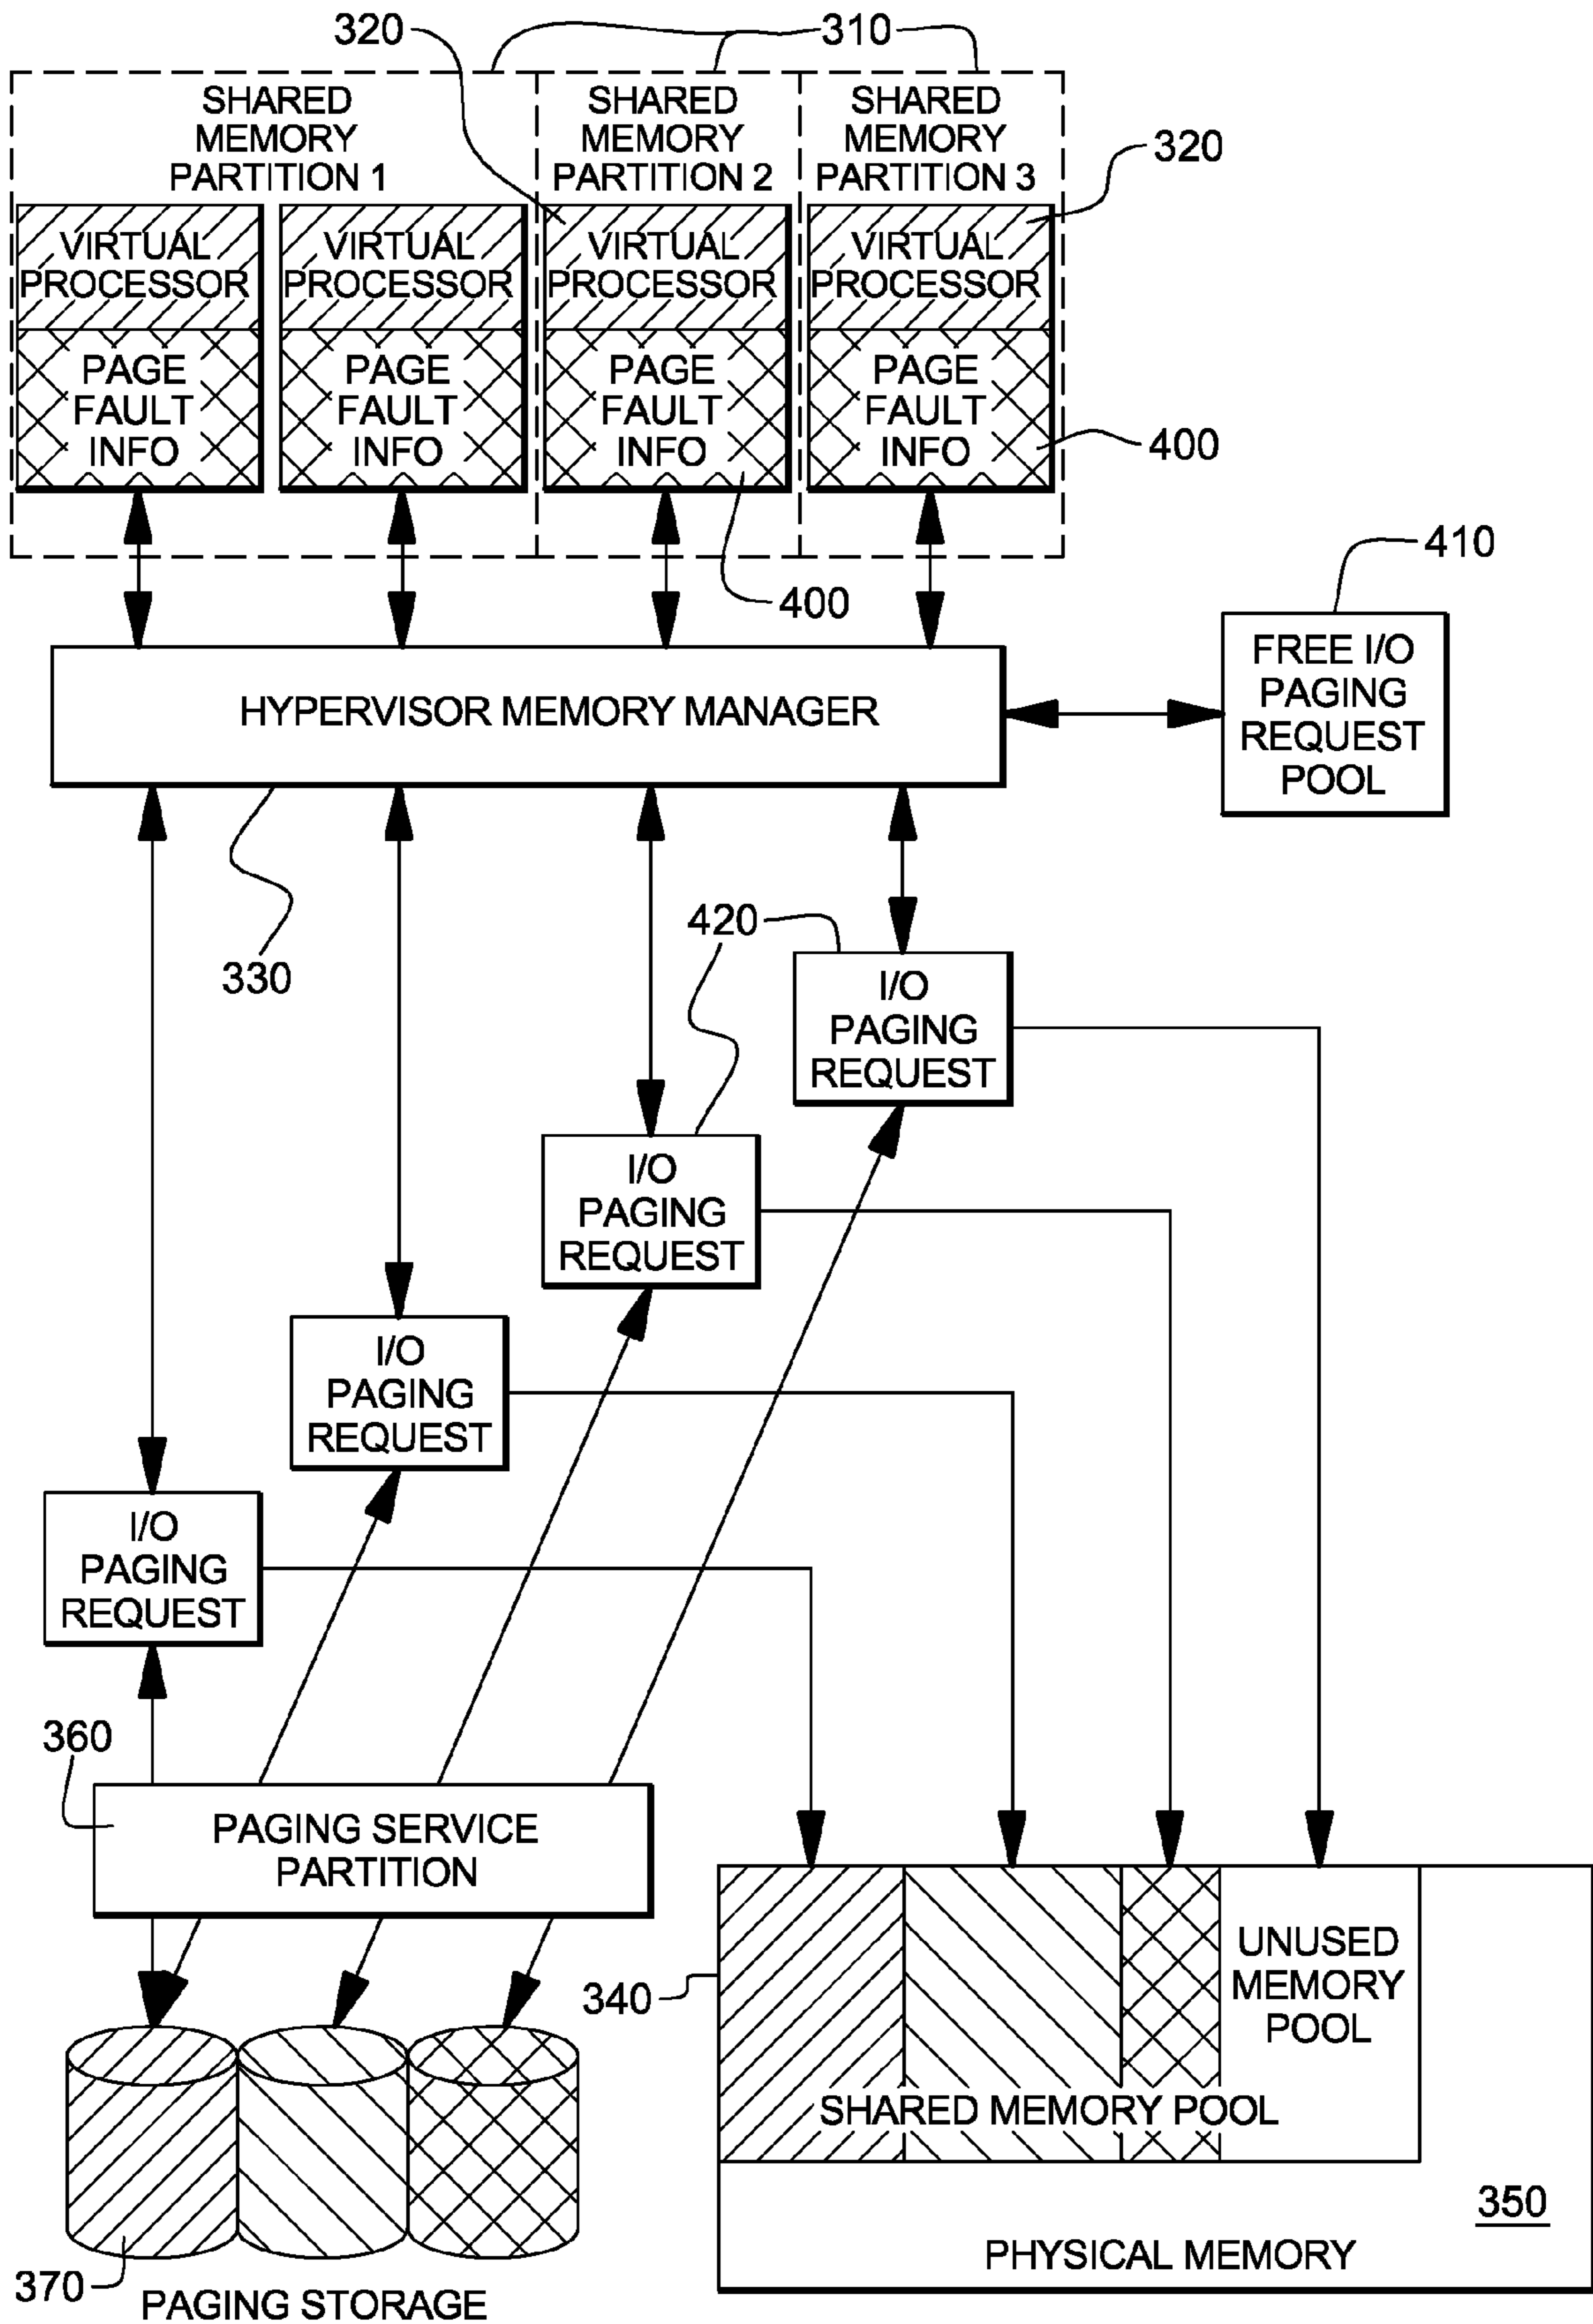 320
310
SHARED
MEMORY
PARTITION 1
SHARED
MEMORY
PARTITION 2
SHARED
MEMORY
PARTITION 3
320
VIRTUAL
PROCESSOR
VIRTUAL
PROCESSOR
VIRTUAL
PROCESSOR
VIRTUAL
PROCESSOR
PAGE
FAULT
INFO
PAGE
FAULT
INFO
PAGE
FAULT
INFO
PAGE
FAULT
INFO
400
400
410
HYPERVISOR MEMORY MANAGER
FREE I/O
PAGING
REQUEST
POOL
330
420
I/O
PAGING
REQUEST
I/O
PAGING
REQUEST
I/O
PAGING
REQUEST
I/O
PAGING
REQUEST
360
PAGING SERVICE
PARTITION
340
UNUSED
MEMORY
POOL
SHARED MEMORY POOL
350
PHYSICAL MEMORY
370
PAGING STORAGE